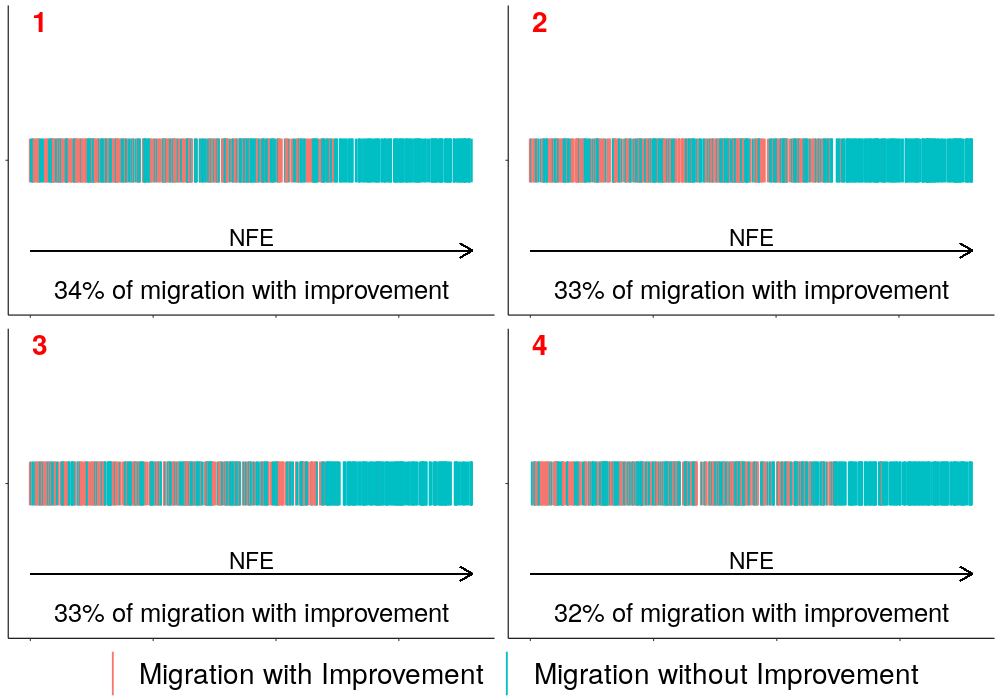 1
NFE
34% of migration with improvement
2
NFE
33% of migration with improvement
3
NFE
33% of migration with improvement
4
NFE
32% of migration with improvement
Migration with Improvement
Migration without Improvement